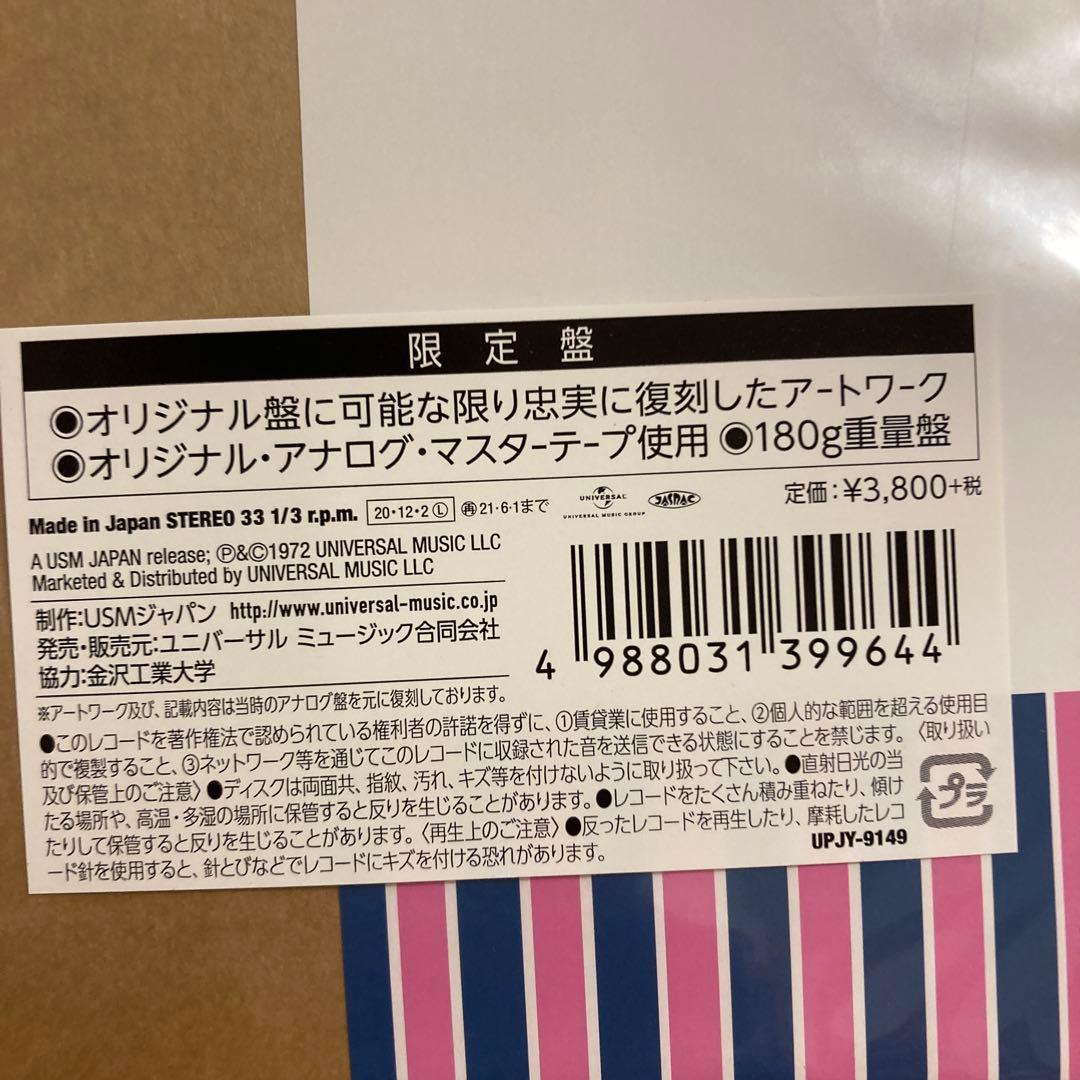 限定盤
◉オリジナル盤に可能な限り忠実に復刻したアートワーク
◉オリジナル・アナログ・マスターテープ使用 ◉180g重量盤
Made in Japan STEREO 33 1/3 r.p.m. 20・12・2 Ⓛ 再21・6・1まで
UNIVERSAL
UNIVERSAL MUSIC GROUP
JASRAC
定価:¥3,800+税
A USM JAPAN release; Ⓟ&Ⓒ1972 UNIVERSAL MUSIC LLC
Marketed & Distributed by UNIVERSAL MUSIC LLC
制作:USMジャパン http://www.universal-music.co.jp
発売・販売元:ユニバーサル ミュージック合同会社
協力:金沢工業大学
4 988031 399644
※アートワーク及び、記載内容は当時のアナログ盤を元に復刻しております。
●このレコードを著作権法で認められている権利者の許諾を得ずに、①賃貸業に使用すること、②個人的な範囲を超える使用目
的で複製すること、③ネットワーク等を通じてこのレコードに収録された音を送信できる状態にすることを禁じます。〈取り扱い
及び保管上のご注意〉●ディスクは両面共、指紋、汚れ、キズ等を付けないように取り扱って下さい。●直射日光の当
たる場所や、高温・多湿の場所に保管すると反りを生じることがあります。●レコードをたくさん積み重ねたり、傾け
たりして保管すると反りを生じることがあります。〈再生上のご注意〉●反ったレコードを再生したり、摩耗したレコ
ード針を使用すると、針とびなどでレコードにキズを付ける恐れがあります。
プラ
UPJY-9149